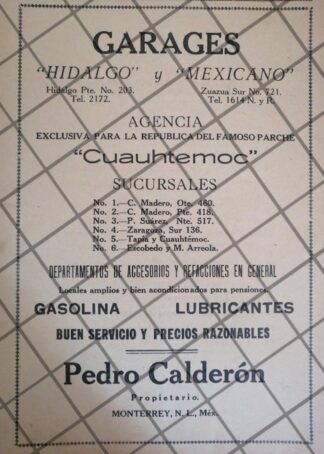 GARAGES
"HIDALGO" y "MEXICANO"
Hidalgo Pte. No. 203. Zuazua Sur No. 721.
Tel. 2172. Tel. 1614 N. y R.
AGENCIA
EXCLUSIVA PARA LA REPUBLICA DEL FAMOSO PARCHE
"Cuauhtemoc"
SUCURSALES
No. 1.—C. Madero, Ote. 460.
No. 2.—C. Madero, Pte. 418.
No. 3.—P. Suárez, Nte. 517.
No. 4.—Zaragoza, Sur 136.
No. 5.—Tapia y Cuauhtémoc.
No. 6.—Escobedo y M. Arreola.
DEPARTAMENTOS DE ACCESORIOS Y REFACCIONES EN GENERAL
Locales amplios y bien acondicionados para pensiones.
GASOLINA LUBRICANTES
BUEN SERVICIO Y PRECIOS RAZONABLES
Pedro Calderón
Propietario.
MONTERREY, N. L., Méx.